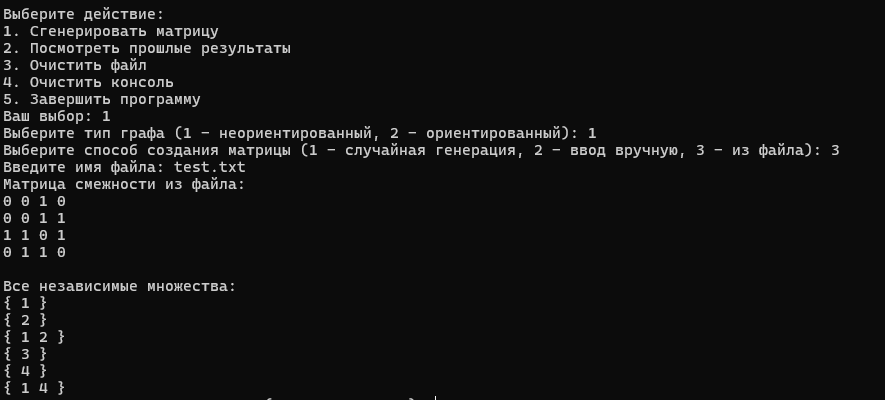 Выберите действие:
1. Сгенерировать матрицу
2. Посмотреть прошлые результаты
3. Очистить файл
4. Очистить консоль
5. Завершить программу
Ваш выбор: 1
Выберите тип графа (1 - неориентированный, 2 - ориентированный): 1
Выберите способ создания матрицы (1 - случайная генерация, 2 - ввод вручную, 3 - из файла): 3
Введите имя файла: test.txt
Матрица смежности из файла:
0 0 1 0
0 0 1 1
1 1 0 1
0 1 1 0
Все независимые множества:
{ 1 }
{ 2 }
{ 1 2 }
{ 3 }
{ 4 }
{ 1 4 }